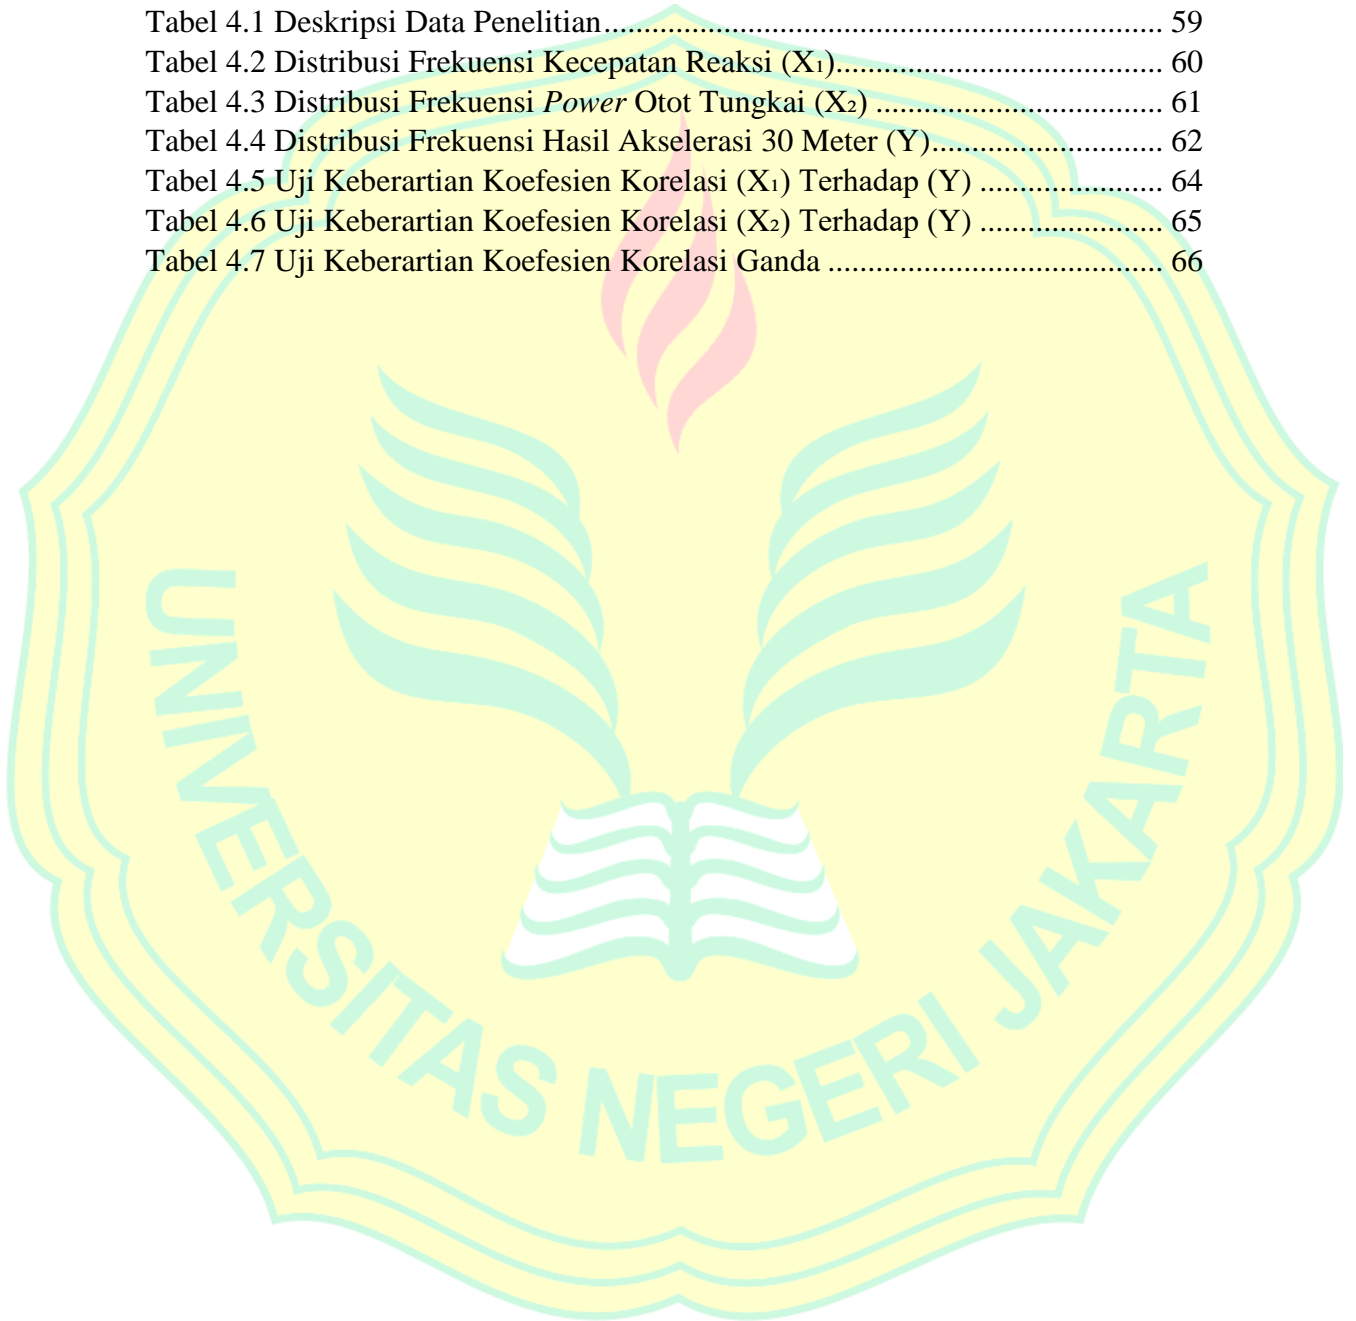 Tabel 4.1 Deskripsi Data Penelitian..................................................................... 59
Tabel 4.2 Distribusi Frekuensi Kecepatan Reaksi (X₁)........................................ 60
Tabel 4.3 Distribusi Frekuensi Power Otot Tungkai (X₂) ................................... 61
Tabel 4.4 Distribusi Frekuensi Hasil Akselerasi 30 Meter (Y)............................ 62
Tabel 4.5 Uji Keberartian Koefesien Korelasi (X₁) Terhadap (Y) ...................... 64
Tabel 4.6 Uji Keberartian Koefesien Korelasi (X₂) Terhadap (Y) ...................... 65
Tabel 4.7 Uji Keberartian Koefesien Korelasi Ganda ......................................... 66
UNIVERSITAS NEGERI JAKARTA